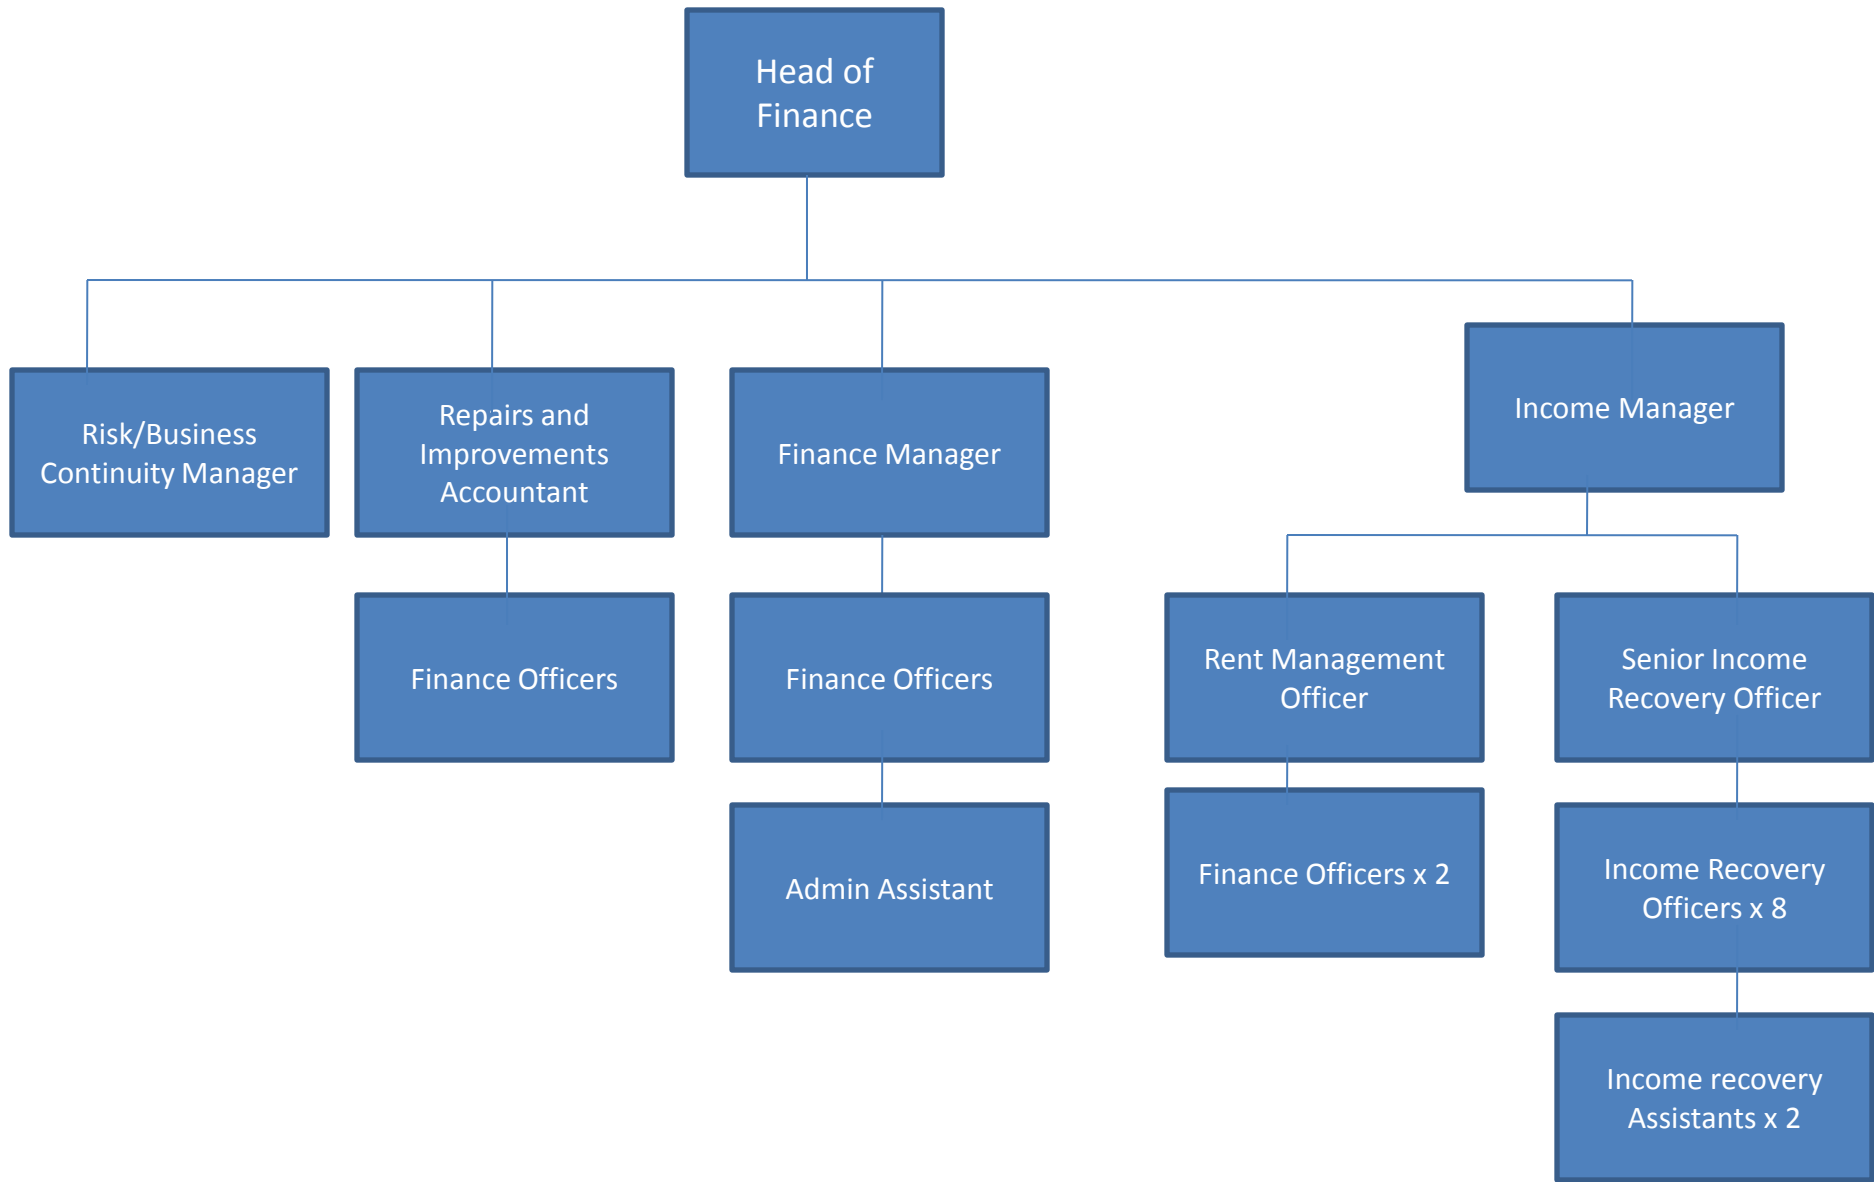 Head of
Finance
Risk/Business
Continuity Manager
Repairs and
Improvements
Accountant
Finance Manager
Income Manager
Finance Officers
Finance Officers
Rent Management
Officer
Senior Income
Recovery Officer
Admin Assistant
Finance Officers x 2
Income Recovery
Officers x 8
Income recovery
Assistants x 2